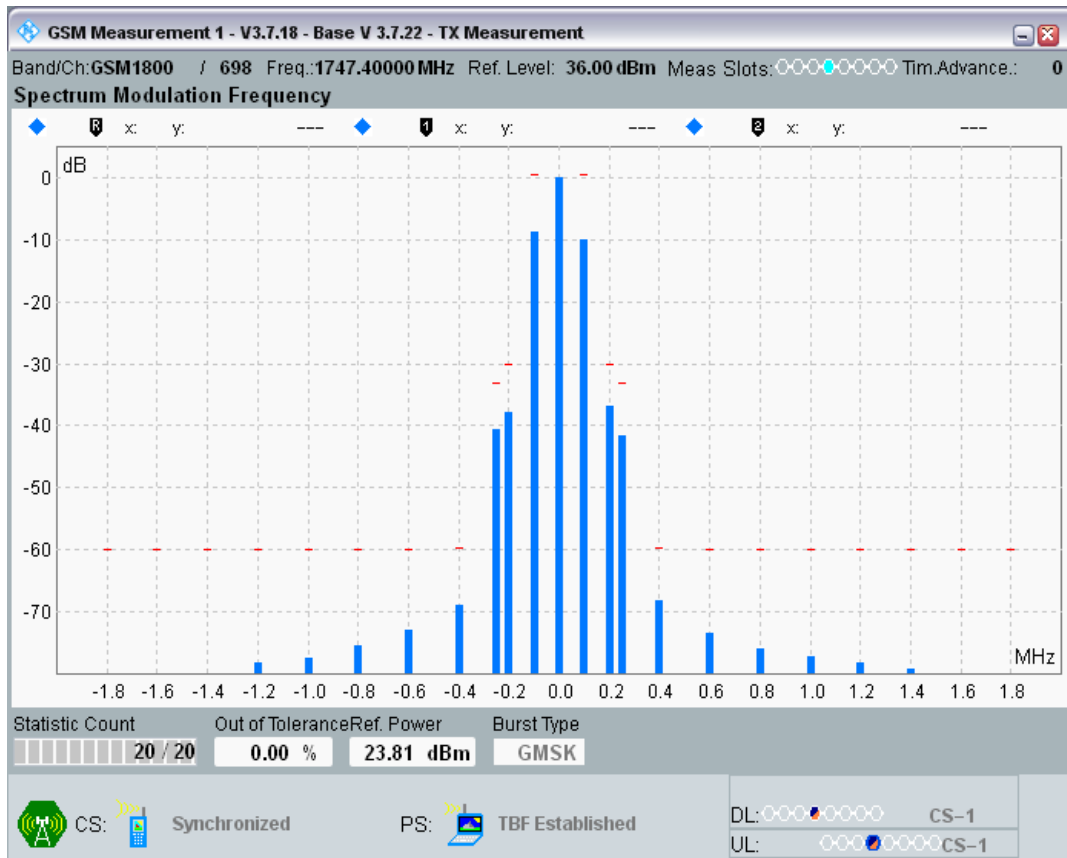 GSM Measurement 1 - V3.7.18 - Base V 3.7.22 - TX Measurement
Band/Ch:GSM1800 / 698 Freq.:1747.40000 MHz Ref. Level: 36.00 dBm Meas Slots: Tim.Advance.: 0
Spectrum Modulation Frequency
R x: y: --- 1 x: y: --- 2 x: y: ---
dB
0
-10
-20
-30
-40
-50
-60
-70
MHz
-1.8 -1.6 -1.4 -1.2 -1.0 -0.8 -0.6 -0.4 -0.2 0.0 0.2 0.4 0.6 0.8 1.0 1.2 1.4 1.6 1.8
Statistic Count Out of Tolerance Ref. Power Burst Type
20 / 20 0.00 % 23.81 dBm GMSK
CS: Synchronized PS: TBF Established
DL: CS-1
UL: CS-1